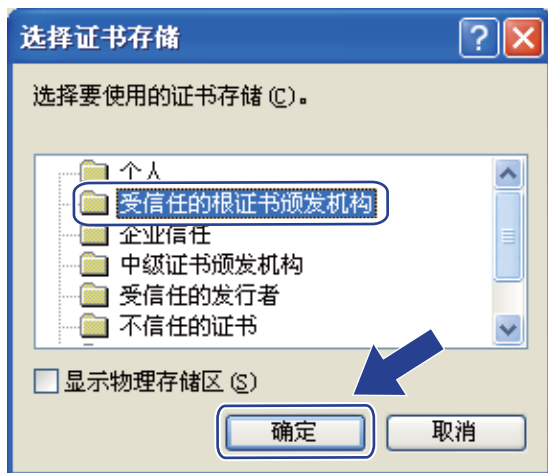 选择证书存储
选择要使用的证书存储(C)。
个人
受信任的根证书颁发机构
企业信任
中级证书颁发机构
受信任的发行者
不信任的证书
显示物理存储区(S)
确定 取消